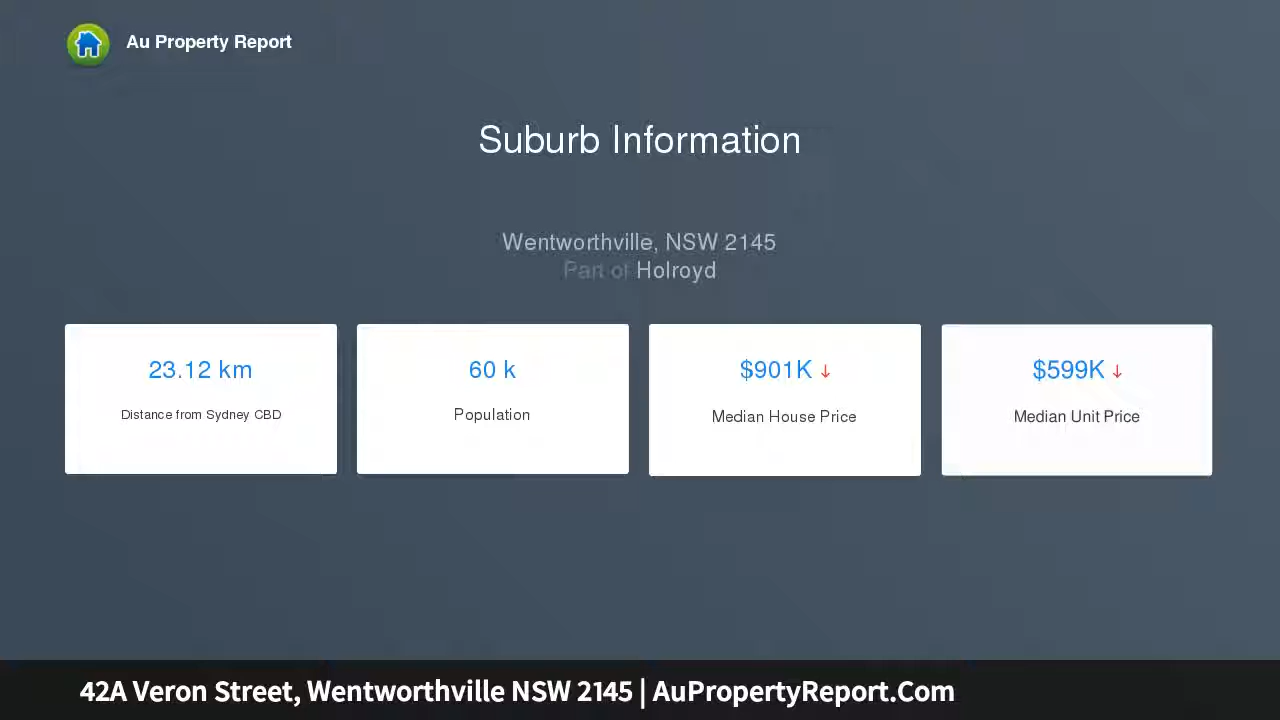 Au Property Report
Suburb Information
Wentworthville, NSW 2145
Part of Holroyd
23.12 km
Distance from Sydney CBD
60 k
Population
$901K ↓
Median House Price
$599K ↓
Median Unit Price
42A Veron Street, Wentworthville NSW 2145 | AuPropertyReport.Com